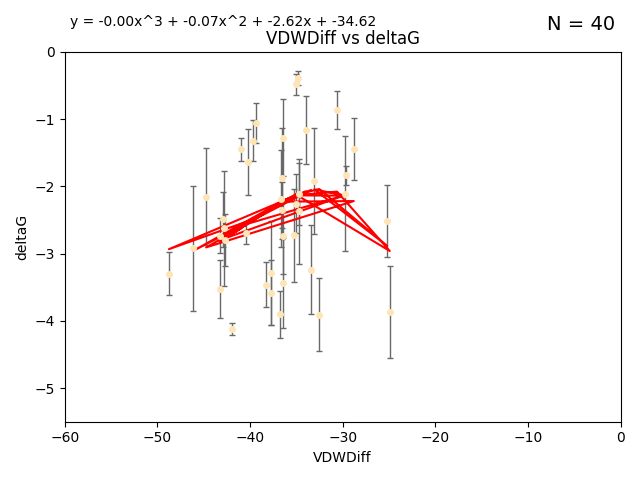 y = -0.00x^3 + -0.07x^2 + -2.62x + -34.62
N = 40
VDWDiff vs deltaG
0
−1
−2
−3
−4
−5
deltaG
−60
−50
−40
−30
−20
−10
0
VDWDiff